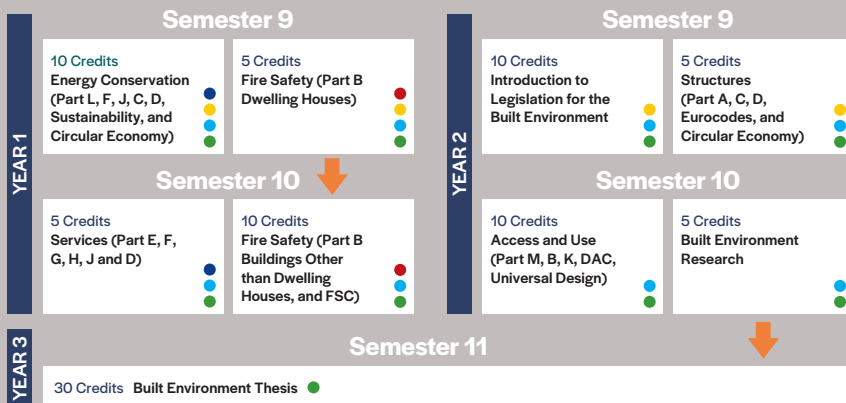 Semester 9
YEAR 1
10 Credits
Energy Conservation
(Part L, F, J, C, D,
Sustainability, and
Circular Economy)
5 Credits
Fire Safety (Part B
Dwelling Houses)
Semester 10
5 Credits
Services (Part E, F,
G, H, J and D)
10 Credits
Fire Safety (Part B
Buildings Other
than Dwelling
Houses, and FSC)
Semester 9
YEAR 2
10 Credits
Introduction to
Legislation for the
Built Environment
5 Credits
Structures
(Part A, C, D,
Eurocodes, and
Circular Economy)
Semester 10
10 Credits
Access and Use
(Part M, B, K, DAC,
Universal Design)
5 Credits
Built Environment
Research
YEAR 3
Semester 11
30 Credits Built Environment Thesis